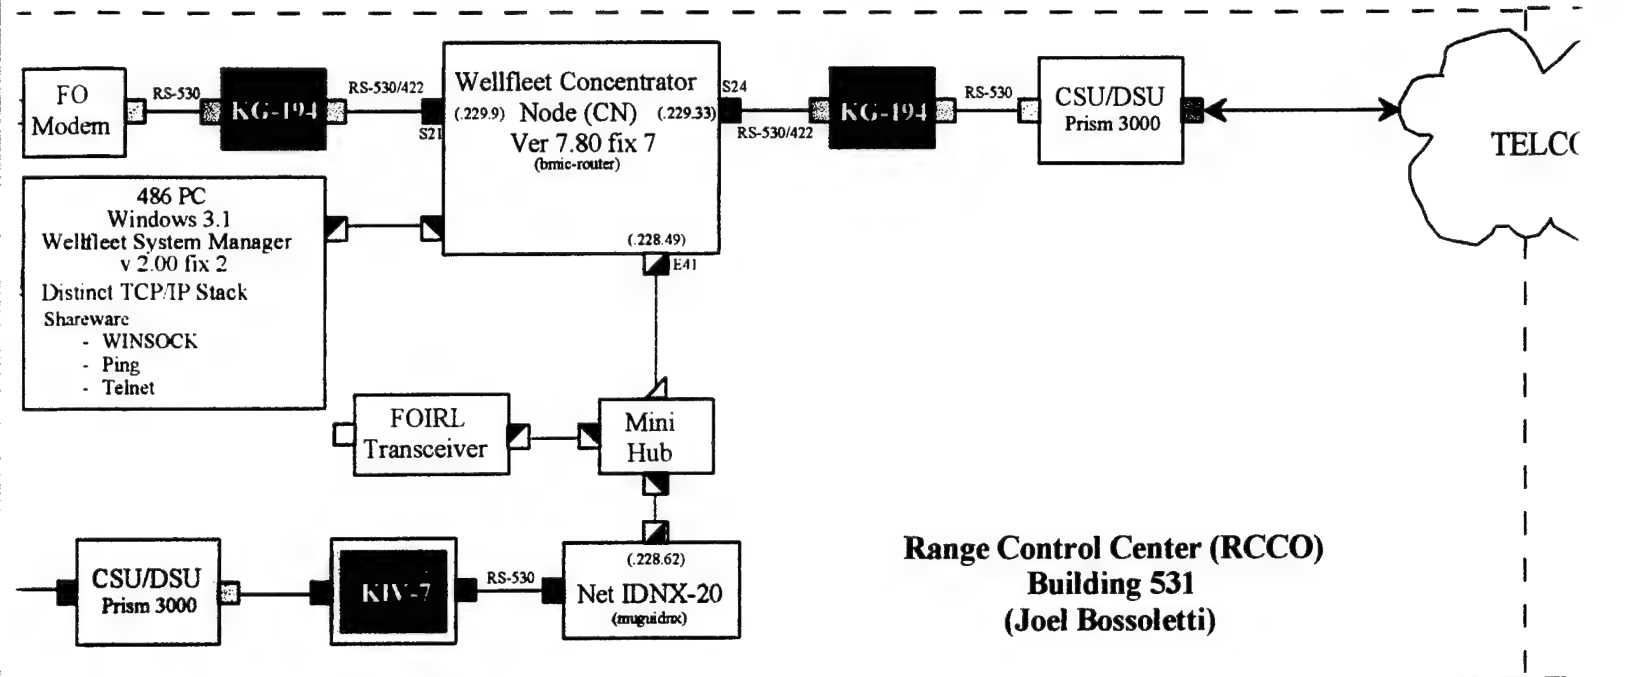 FO
Modem
RS-530
KG-194
RS-530/422
S21
Wellfleet Concentrator
(.229.9) Node (CN) (.229.33)
Ver 7.80 fix 7
(bmic-router)
(.228.49)
E41
S24
RS-530/422
KG-194
RS-530
CSU/DSU
Prism 3000
TELC
486 PC
Windows 3.1
Wellfleet System Manager
v 2.00 fix 2
Distinct TCP/IP Stack
Shareware
- WINSOCK
- Ping
- Telnet
FOIRL
Transceiver
Mini
Hub
CSU/DSU
Prism 3000
KIV-7
RS-530
(.228.62)
Net IDNX-20
(muguidnx)
Range Control Center (RCCO)
Building 531
(Joel Bossoletti)